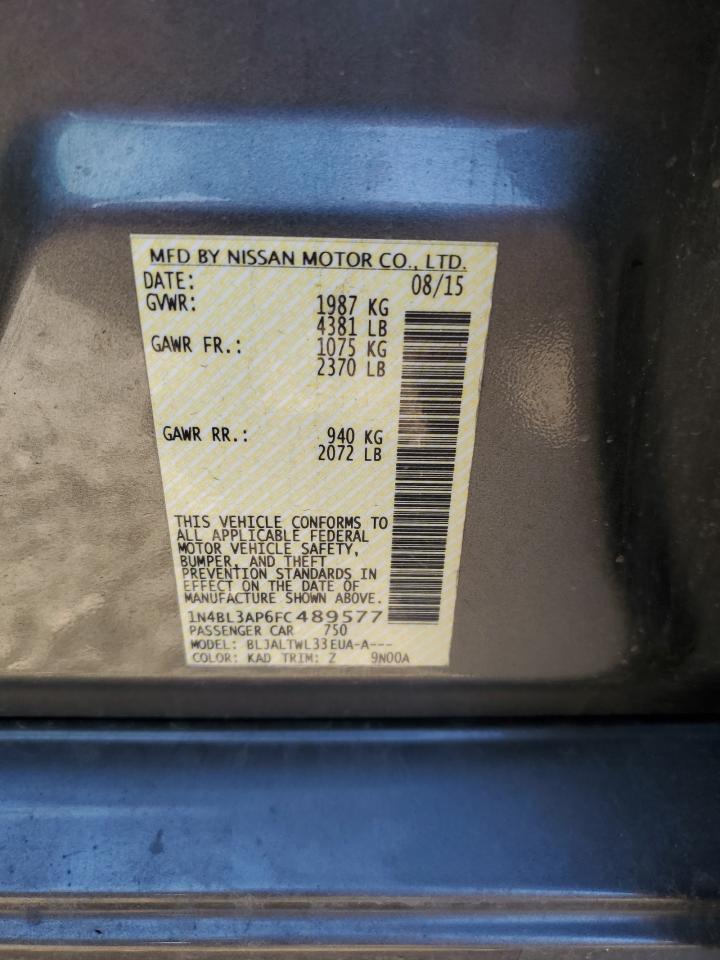 MFD BY NISSAN MOTOR CO., LTD.
DATE: 08/15
GVWR: 1987 KG
4381 LB
GAWR FR.: 1075 KG
2370 LB
GAWR RR.: 940 KG
2072 LB
THIS VEHICLE CONFORMS TO
ALL APPLICABLE FEDERAL
MOTOR VEHICLE SAFETY,
BUMPER, AND THEFT
PREVENTION STANDARDS IN
EFFECT ON THE DATE OF
MANUFACTURE SHOWN ABOVE.
1N4BL3AP6FC489577
PASSENGER CAR 750
MODEL: BLJALTWL33EUA-A---
COLOR: KAD TRIM: Z 9N00A